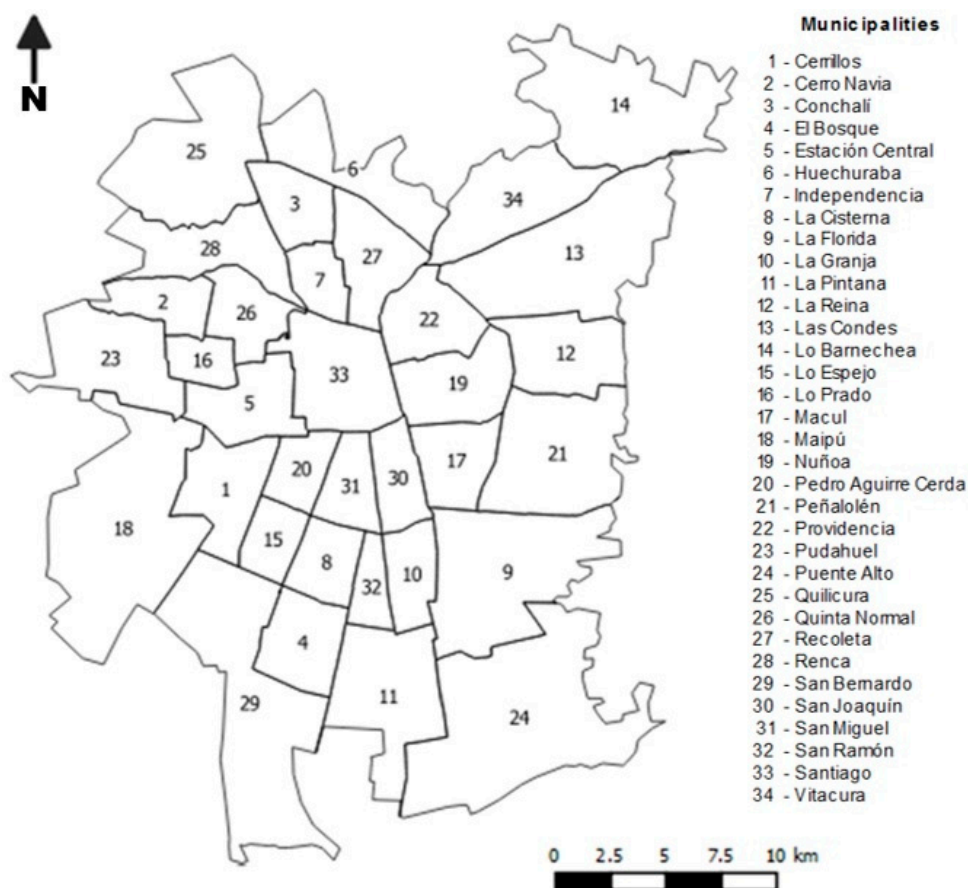 N
Municipalities
1 - Cerrillos
2 - Cerro Navia
3 - Conchalí
4 - El Bosque
5 - Estación Central
6 - Huechuraba
7 - Independencia
8 - La Cisterna
9 - La Florida
10 - La Granja
11 - La Pintana
12 - La Reina
13 - Las Condes
14 - Lo Barnechea
15 - Lo Espejo
16 - Lo Prado
17 - Macul
18 - Maipú
19 - Nuñoa
20 - Pedro Aguirre Cerda
21 - Peñalolén
22 - Providencia
23 - Pudahuel
24 - Puente Alto
25 - Quilicura
26 - Quinta Normal
27 - Recoleta
28 - Renca
29 - San Bernardo
30 - San Joaquín
31 - San Miguel
32 - San Ramón
33 - Santiago
34 - Vitacura
14
25
6
34
3
13
28
27
7
2
26
22
23
16
33
12
19
5
20
17
21
1
31
30
18
15
8
32
10
9
4
29
11
24
0 2.5 5 7.5 10 km